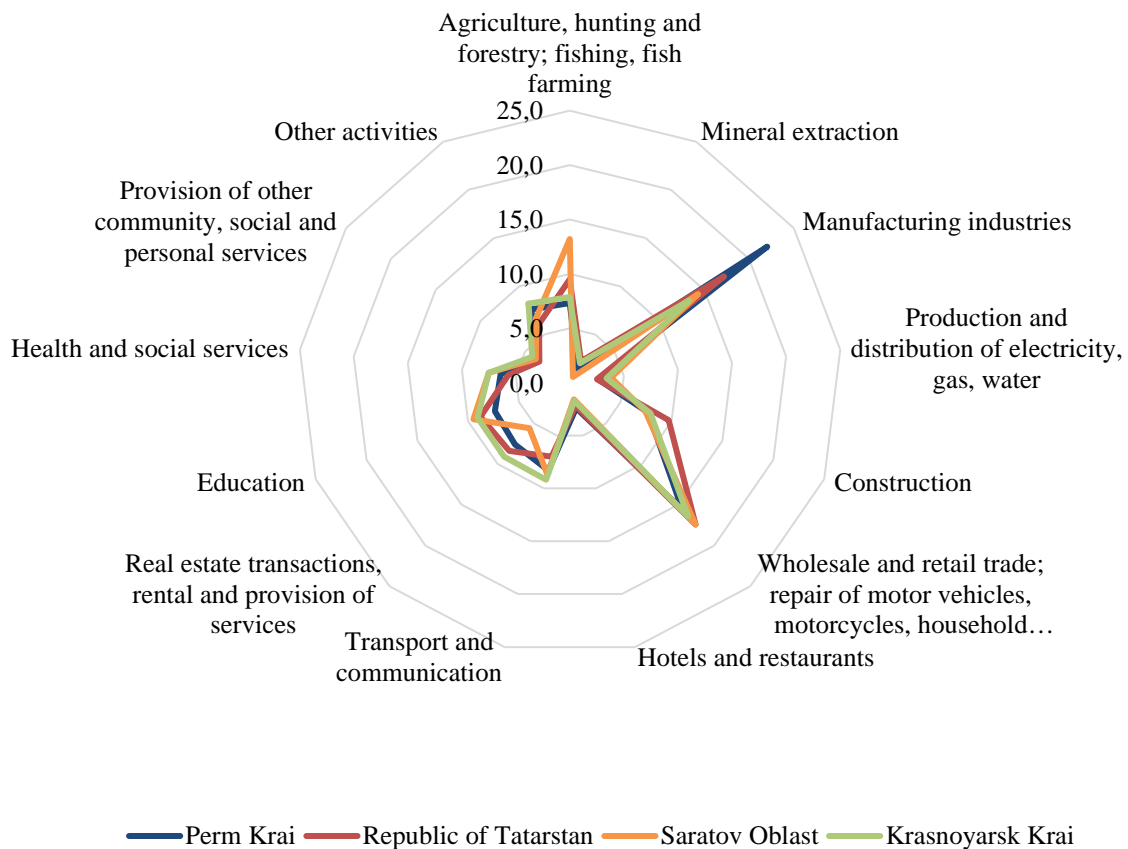 Agriculture, hunting and
forestry; fishing, fish
farming
25,0
20,0
15,0
10,0
5,0
0,0
Mineral extraction
Manufacturing industries
Production and
distribution of electricity,
gas, water
Construction
Wholesale and retail trade;
repair of motor vehicles,
motorcycles, household…
Hotels and restaurants
Transport and
communication
Real estate transactions,
rental and provision of
services
Education
Health and social services
Provision of other
community, social and
personal services
Other activities
Perm Krai
Republic of Tatarstan
Saratov Oblast
Krasnoyarsk Krai